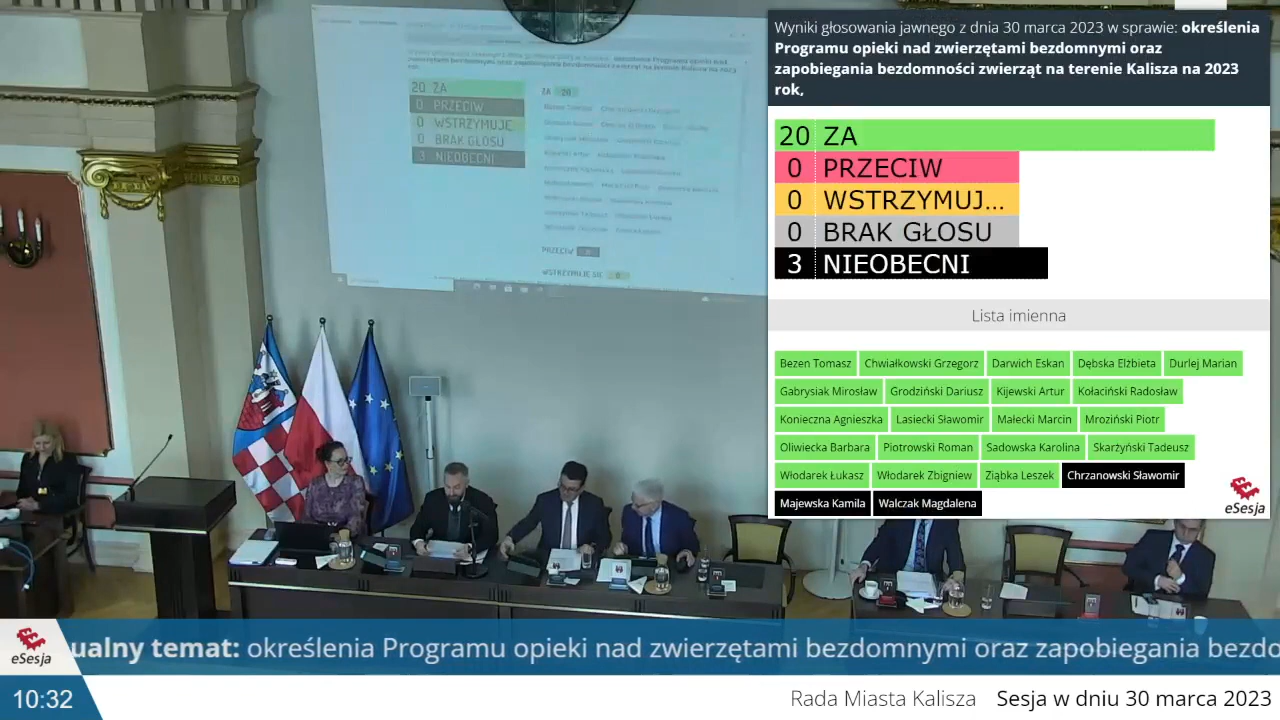 Wyniki głosowania jawnego z dnia 30 marca 2023 w sprawie: określenia
Programu opieki nad zwierzętami bezdomnymi oraz
zapobiegania bezdomności zwierząt na terenie Kalisza na 2023
rok,
20 ZA
0 PRZECIW
0 WSTRZYMUJ...
0 BRAK GŁOSU
3 NIEOBECNI
Lista imienna
Bezen Tomasz Chwiałkowski Grzegorz Darwich Eskan Dębska Elżbieta Durlej Marian
Gabrysiak Mirosław Grodziński Dariusz Kijewski Artur Kołaciński Radosław
Konieczna Agnieszka Lasiecki Sławomir Małecki Marcin Mroziński Piotr
Oliwiecka Barbara Piotrowski Roman Sadowska Karolina Skarżyński Tadeusz
Włodarek Łukasz Włodarek Zbigniew Ziąbka Leszek Chrzanowski Sławomir
Majewska Kamila Walczak Magdalena
eSesja
20 ZA
0 PRZECIW
0 WSTRZYMUJĘ
0 BRAK GŁOSU
3 NIEOBECNI
ZA 20
PRZECIW
WSTRZYMUJĘ SIĘ 0
eSesja
ualny temat: określenia Programu opieki nad zwierzętami bezdomnymi oraz zapobiegania bezdo
10:32
Rada Miasta Kalisza Sesja w dniu 30 marca 2023